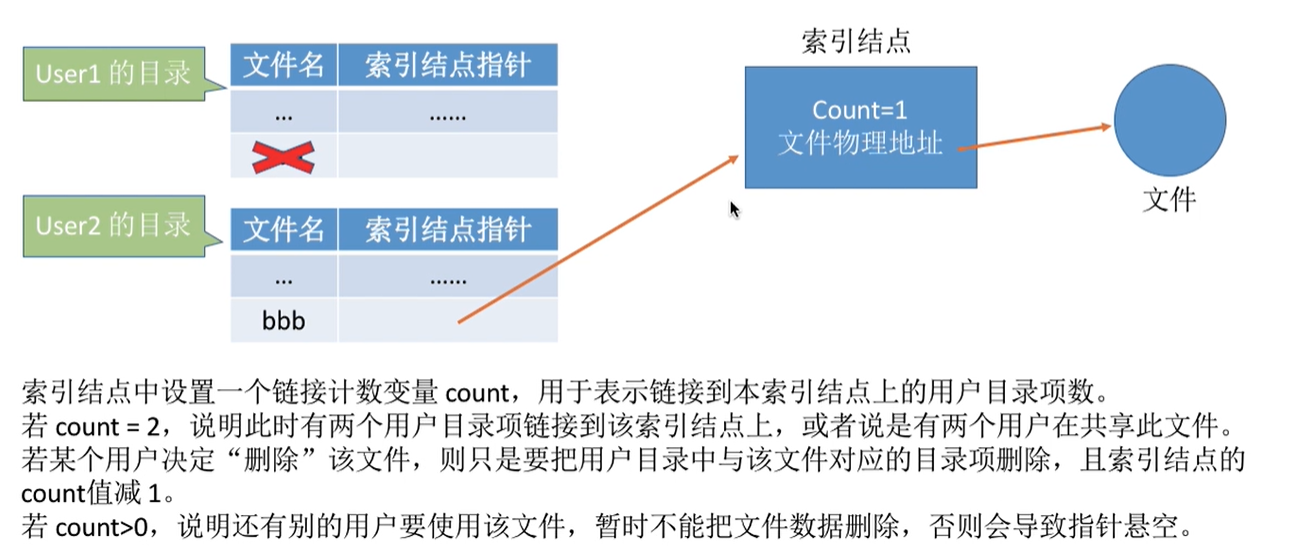 索引结点
User1 的目录
文件名 索引结点指针
... ......
Count=1
文件物理地址
文件
User2 的目录
文件名 索引结点指针
... ......
bbb
索引结点中设置一个链接计数变量 count，用于表示链接到本索引结点上的用户目录项数。
若 count = 2，说明此时有两个用户目录项链接到该索引结点上，或者说是有两个用户在共享此文件。
若某个用户决定“删除”该文件，则只是要把用户目录中与该文件对应的目录项删除，且索引结点的
count值减 1。
若 count>0，说明还有别的用户要使用该文件，暂时不能把文件数据删除，否则会导致指针悬空。